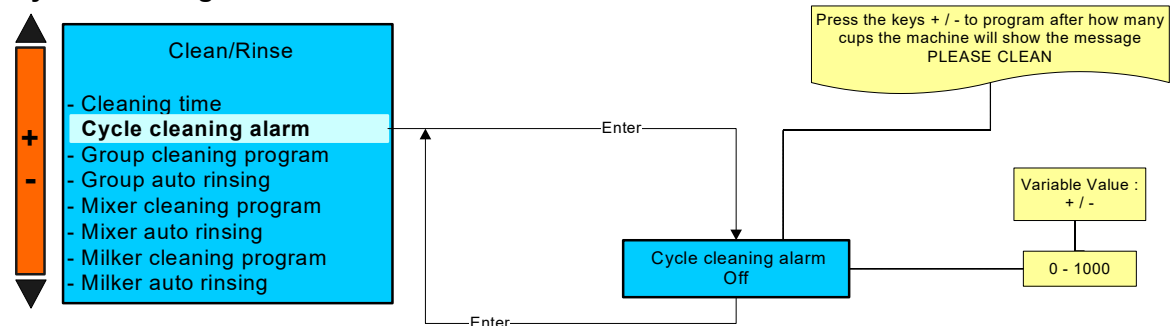 Clean/Rinse
- Cleaning time
Cycle cleaning alarm
- Group cleaning program
- Group auto rinsing
- Mixer cleaning program
- Mixer auto rinsing
- Milker cleaning program
- Milker auto rinsing
+
-
Enter
Press the keys + / - to program after how many
cups the machine will show the message
PLEASE CLEAN
Variable Value :
+ / -
0 - 1000
Cycle cleaning alarm
Off
Enter